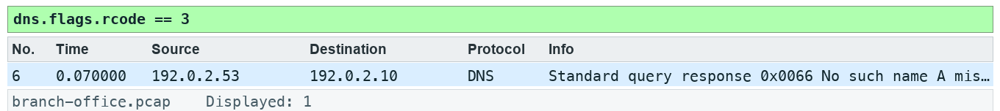 dns.flags.rcode == 3
No. Time Source Destination Protocol Info
6 0.070000 192.0.2.53 192.0.2.10 DNS Standard query response 0x0066 No such name A mis…
branch-office.pcap Displayed: 1